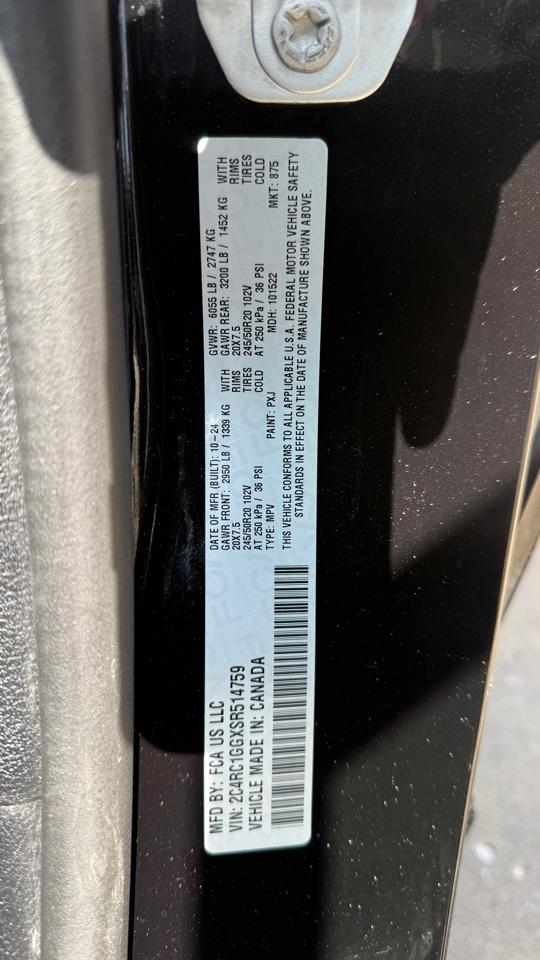 MFD BY: FCA US LLC
VIN: 2C4RC1GGXSR514759
VEHICLE MADE IN: CANADA
DATE OF MFR (BUILT): 10-24 GVWR: 6055 LB / 2747 KG
GAWR FRONT: 2950 LB / 1339 KG WITH GAWR REAR: 3200 LB / 1452 KG WITH
20X7.5 RIMS 20X7.5 RIMS
245/50R20 102V TIRES 245/50R20 102V TIRES
AT 250 kPa / 36 PSI COLD AT 250 kPa / 36 PSI COLD
TYPE: MPV PAINT: PXJ MDH: 101522 MKT: 875
THIS VEHICLE CONFORMS TO ALL APPLICABLE U.S.A. FEDERAL MOTOR VEHICLE SAFETY
STANDARDS IN EFFECT ON THE DATE OF MANUFACTURE SHOWN ABOVE.